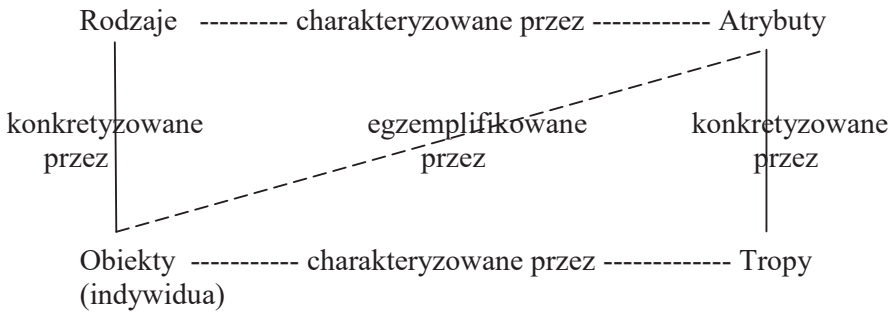 Rodzaje --------- charakteryzowane przez ------------ Atrybuty
konkretyzowane egzemplifikowane konkretyzowane
przez przez przez
Obiekty ----------- charakteryzowane przez ------------- Tropy
(indywidua)